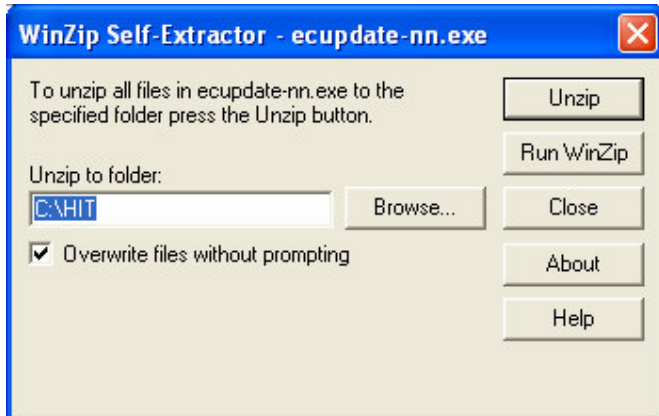 WinZip Self-Extractor - ecupdate-nn.exe
To unzip all files in ecupdate-nn.exe to the
specified folder press the Unzip button.
Unzip to folder:
C:\HIT
Browse...
Overwrite files without prompting
Unzip
Run WinZip
Close
About
Help